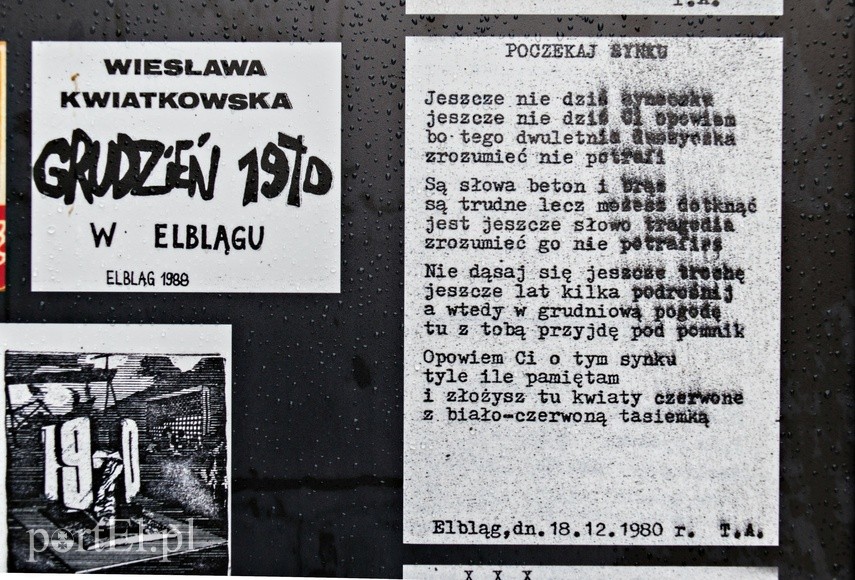 WIESŁAWA
KWIATKOWSKA
GRUDZIEŃ 1970
W ELBLĄGU
ELBLĄG 1988
1970
portEl.pl
T.A.
POCZEKAJ SYNKU
Jeszcze nie dziś syneczku
jeszcze nie dziś Ci opowiem
bo tego dwuletnia duszyczka
zrozumieć nie potrafi
Są słowa beton i brąz
są trudne lecz możesz dotknąć
jest jeszcze słowo tragedia
zrozumieć go nie potrafisz
Nie dąsaj się jeszcze trochę
jeszcze lat kilka podrośnij
a wtedy w grudniową pogodę
tu z tobą przyjdę pod pomnik
Opowiem Ci o tym synku
tyle ile pamiętam
i złożysz tu kwiaty czerwone
z biało-czerwoną tasiemką
Elbląg,dn.18.12.1980 r. T.A.
X X X